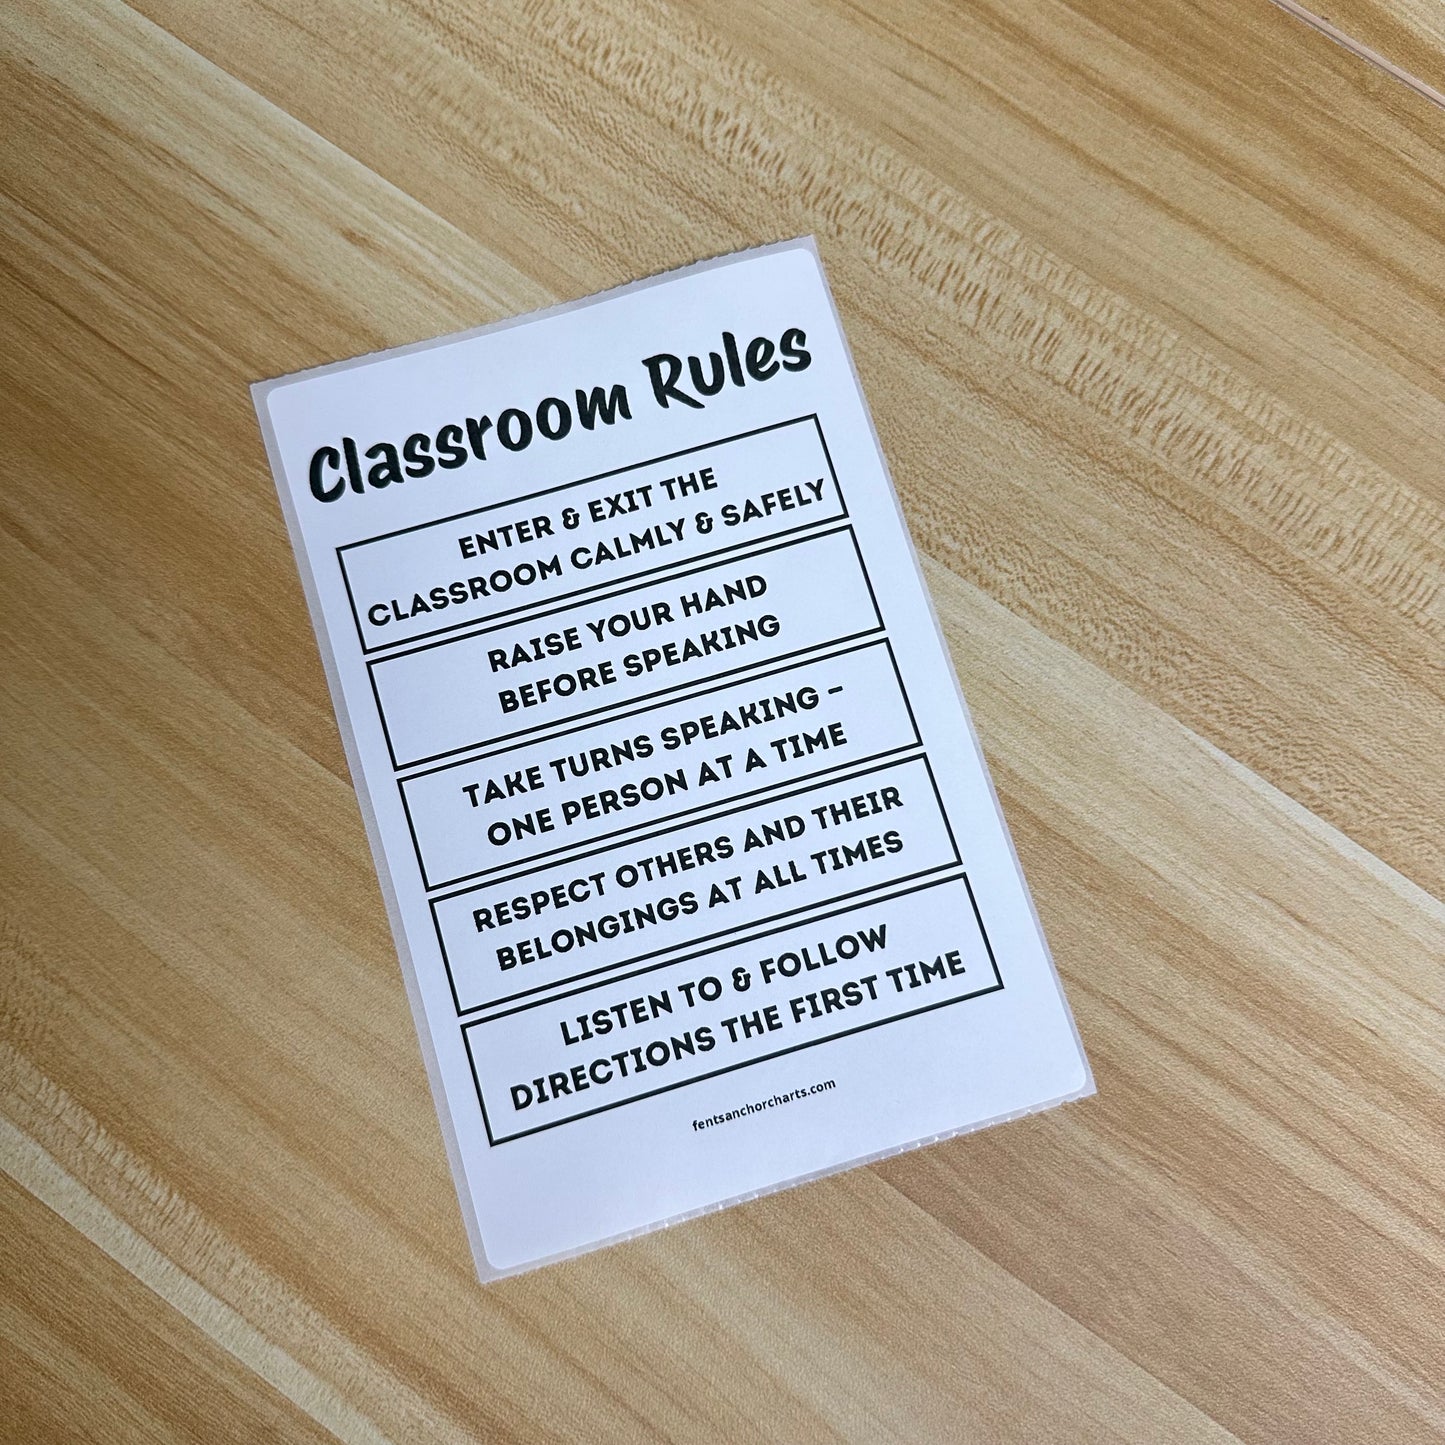 Classroom Rules
ENTER & EXIT THE
CLASSROOM CALMLY & SAFELY
RAISE YOUR HAND
BEFORE SPEAKING
TAKE TURNS SPEAKING -
ONE PERSON AT A TIME
RESPECT OTHERS AND THEIR
BELONGINGS AT ALL TIMES
LISTEN TO & FOLLOW
DIRECTIONS THE FIRST TIME
fentsanchorcharts.com